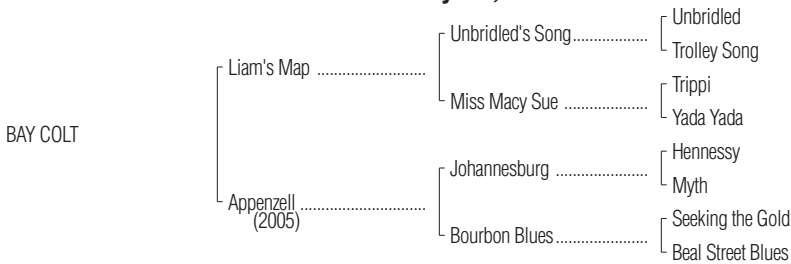 Unbridled
Unbridled's Song.................
Trolley Song
Liam's Map ..........................
Trippi
Miss Macy Sue ....................
Yada Yada
BAY COLT
Hennessy
Johannesburg ......................
Myth
Appenzell ..............................
(2005)
Seeking the Gold
Bourbon Blues......................
Beal Street Blues